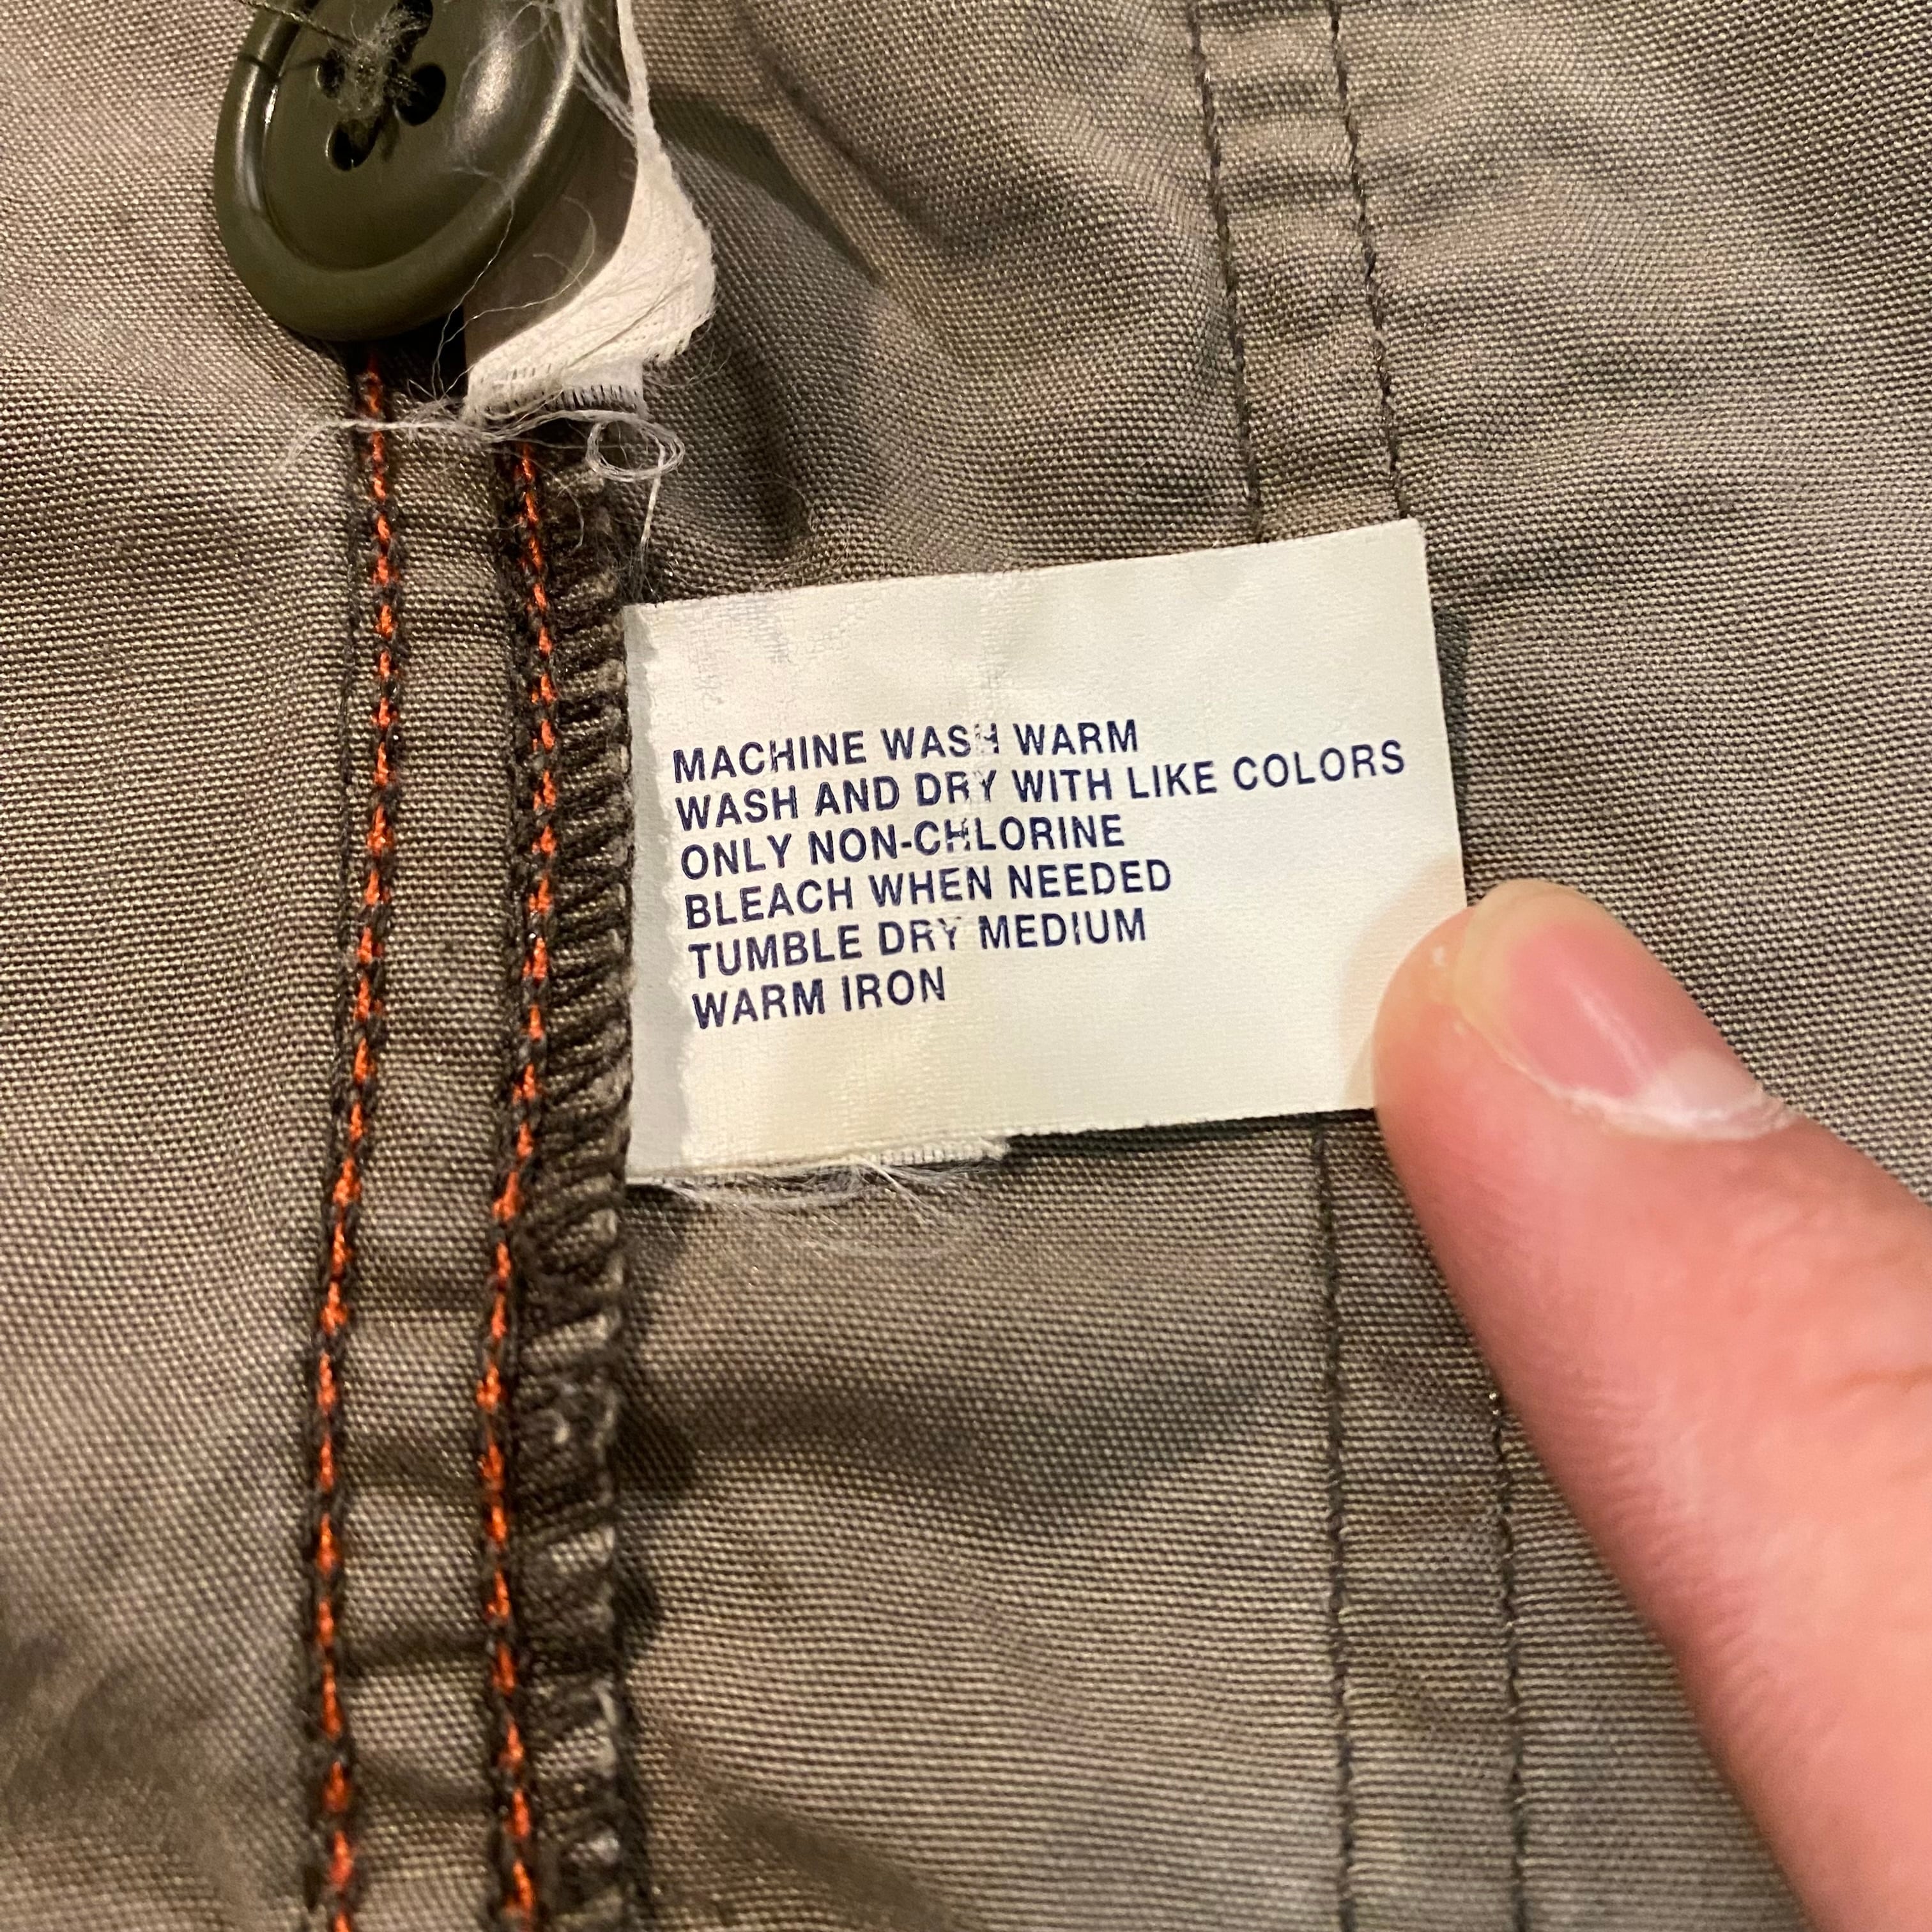 MACHINE WASH WARM
WASH AND DRY WITH LIKE COLORS
ONLY NON-CHLORINE
BLEACH WHEN NEEDED
TUMBLE DRY MEDIUM
WARM IRON